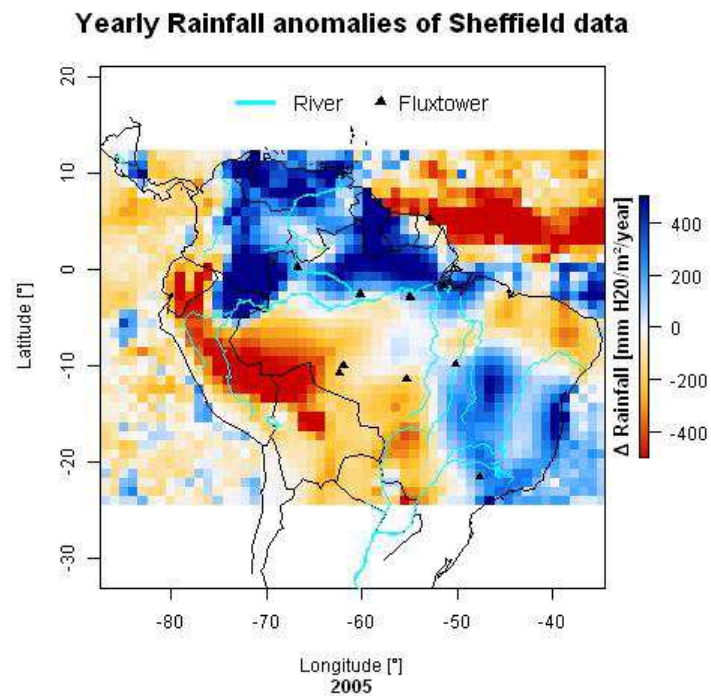 Yearly Rainfall anomalies of Sheffield data
River Fluxtower
20
10
0
-10
-20
-30
Latitude [°]
-80 -70 -60 -50 -40
Longitude [°]
2005
400
200
0
-200
-400
Δ Rainfall [mm H20/m²/year]